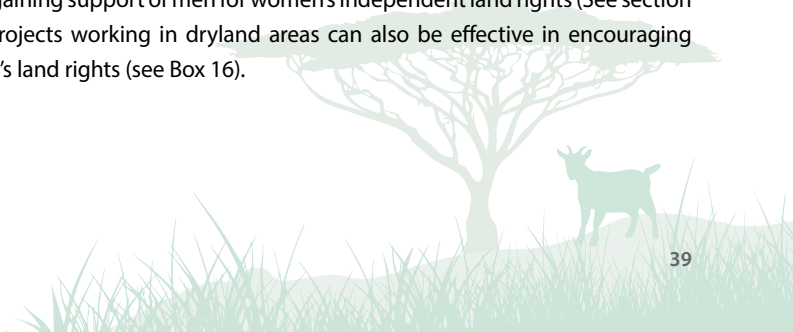 gaining support of men for women's independent land rights (See section
rojects working in dryland areas can also be effective in encouraging
's land rights (see Box 16).
39